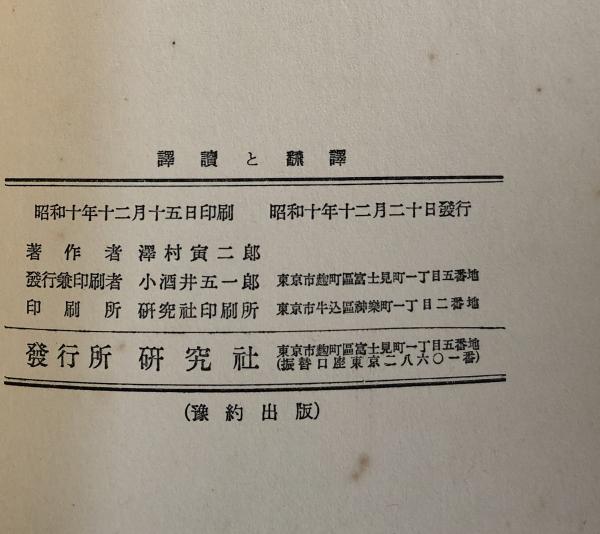 譯讀と飜譯
昭和十年十二月十五日印刷 昭和十年十二月二十日發行
著作者 澤村寅二郎
發行兼印刷者 小酒井五一郎 東京市麴町區富士見町一丁目五番地
印刷所 硏究社印刷所 東京市牛込區神樂町一丁目二番地
發行所 硏究社 東京市麴町區富士見町一丁目五番地
(振替口座東京二八六〇一番)
(豫約出版)